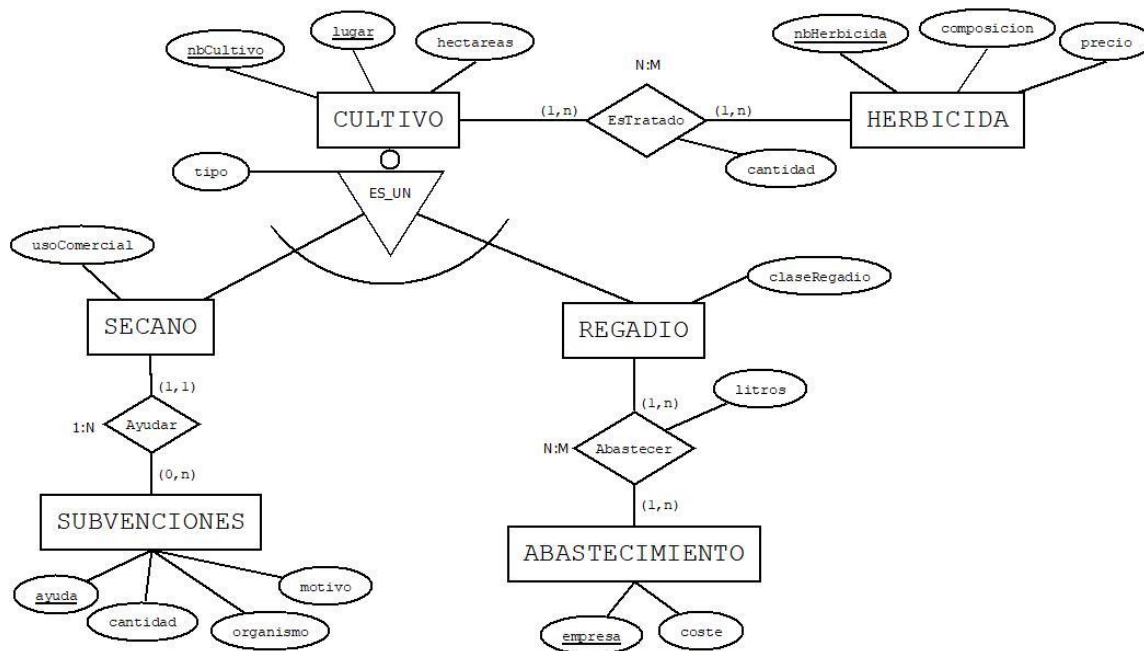 nbCultivo
lugar
hectareas
nbHerbicida
composicion
precio
N:M
CULTIVO
(1,n)
EsTratado
(1,n)
HERBICIDA
cantidad
tipo
ES_UN
usoComercial
claseRegadio
SECANO
REGADIO
(1,1)
1:N
Ayudar
(0,n)
litros
(1,n)
N:M
Abastecer
(1,n)
SUBVENCIONES
ABASTECIMIENTO
ayuda
cantidad
organismo
motivo
empresa
coste